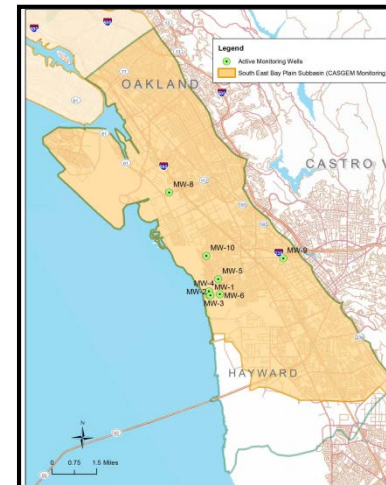 Legend
Active Monitoring Wells
South East Bay Plain Subbasin (CASGEM Monitoring
OAKLAND
CASTRO V
MW-8
MW-10
MW-9
MW-5
MW-4
MW-1
MW-2
MW-6
MW-3
HAYWARD
N
0 0.75 1.5 Miles